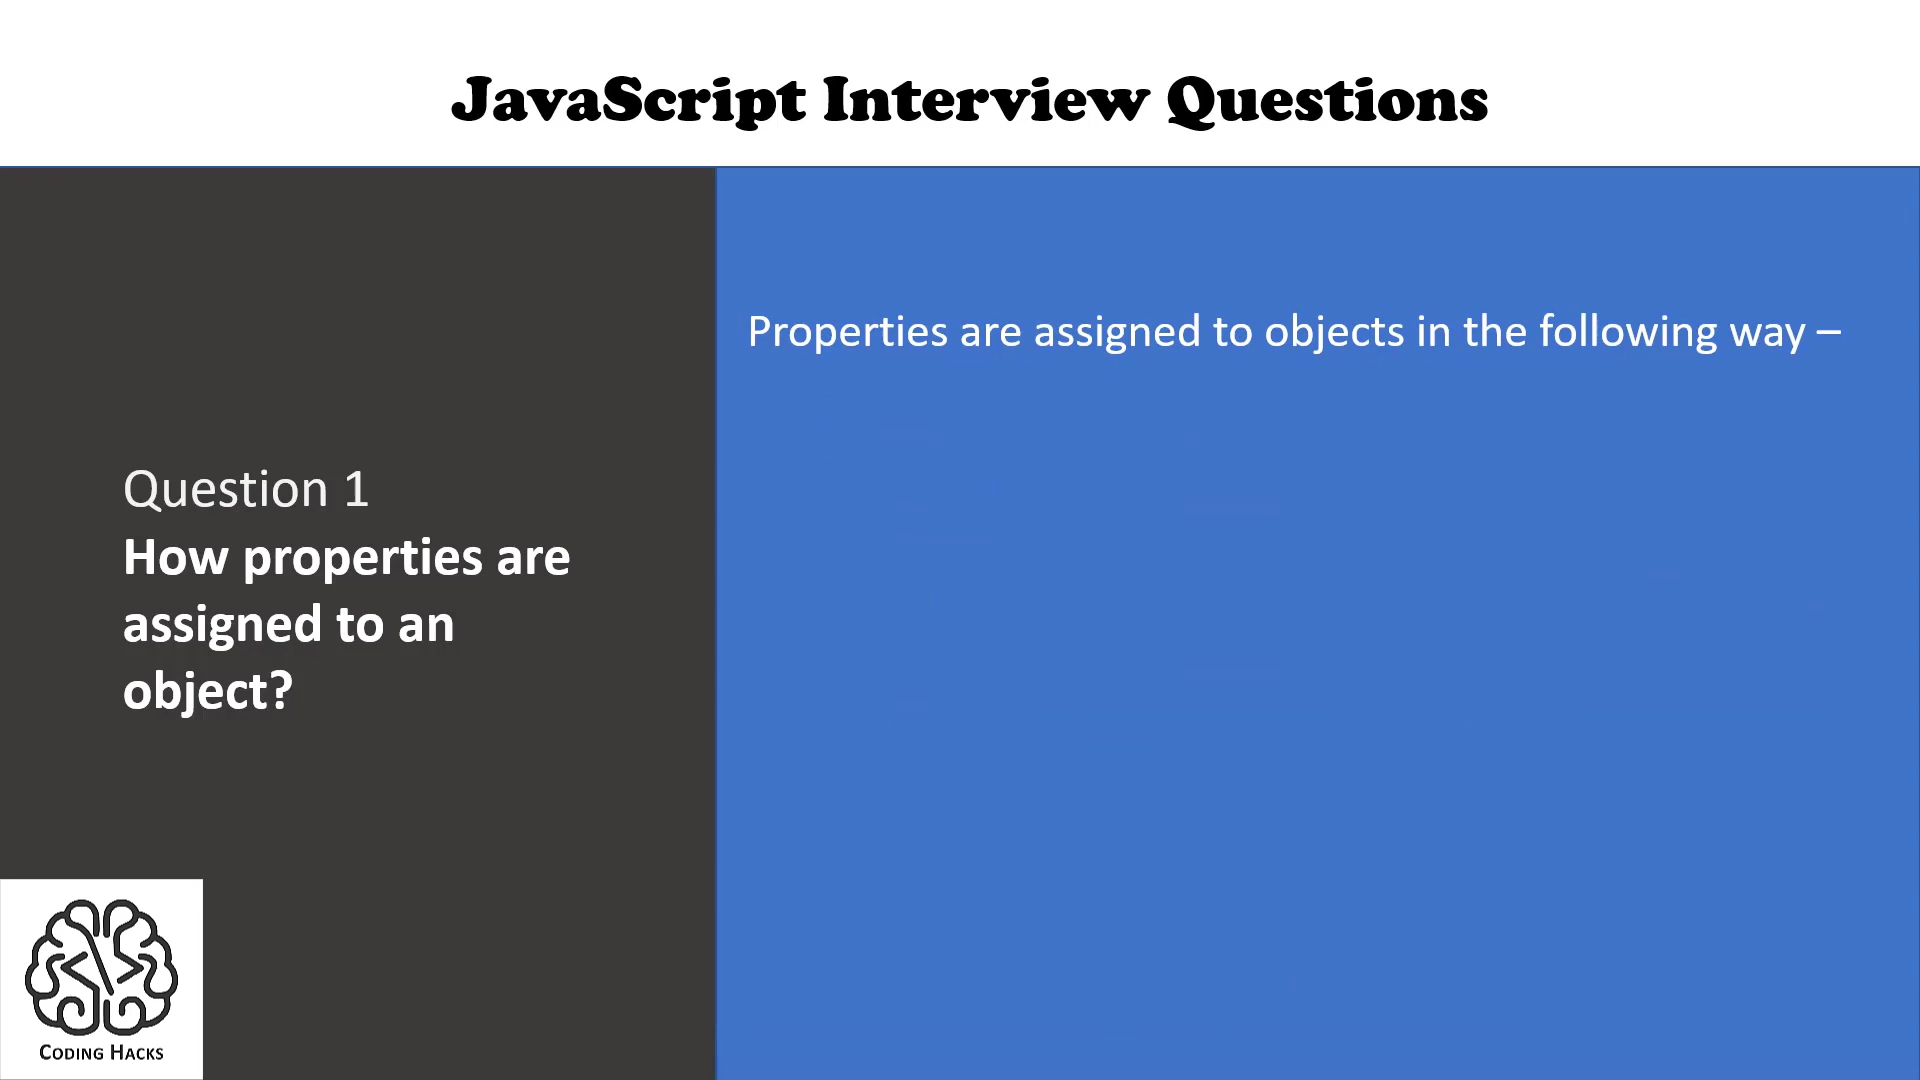 JavaScript Interview Questions
Properties are assigned to objects in the following way –
Question 1
How properties are
assigned to an
object?
CODING HACKS